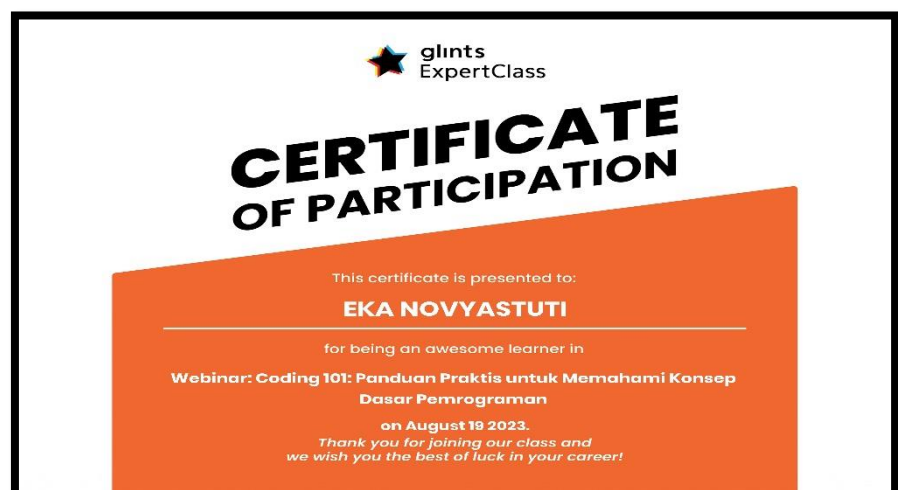 glints
ExpertClass
CERTIFICATE
OF PARTICIPATION
This certificate is presented to:
EKA NOVYASTUTI
for being an awesome learner in
Webinar: Coding 101: Panduan Praktis untuk Memahami Konsep
Dasar Pemrograman
on August 19 2023.
Thank you for joining our class and
we wish you the best of luck in your career!